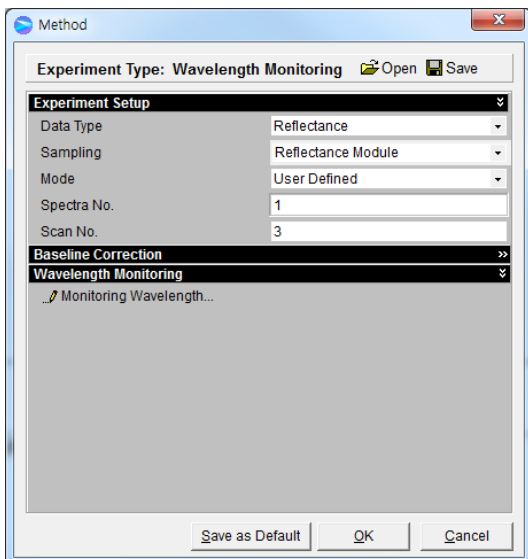 Method
Experiment Type: Wavelength Monitoring Open Save
Experiment Setup
Data Type Reflectance
Sampling Reflectance Module
Mode User Defined
Spectra No. 1
Scan No. 3
Baseline Correction
Wavelength Monitoring
Monitoring Wavelength...
Save as Default OK Cancel